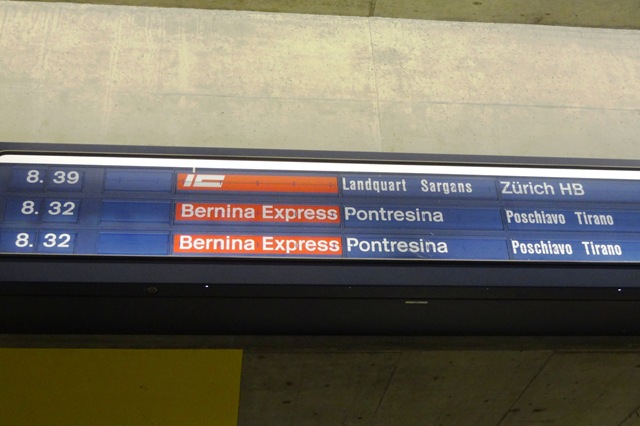 8. 39 IC Landquart Sargans Zürich HB
8. 32 Bernina Express Pontresina Poschiavo Tirano
8. 32 Bernina Express Pontresina Poschiavo Tirano